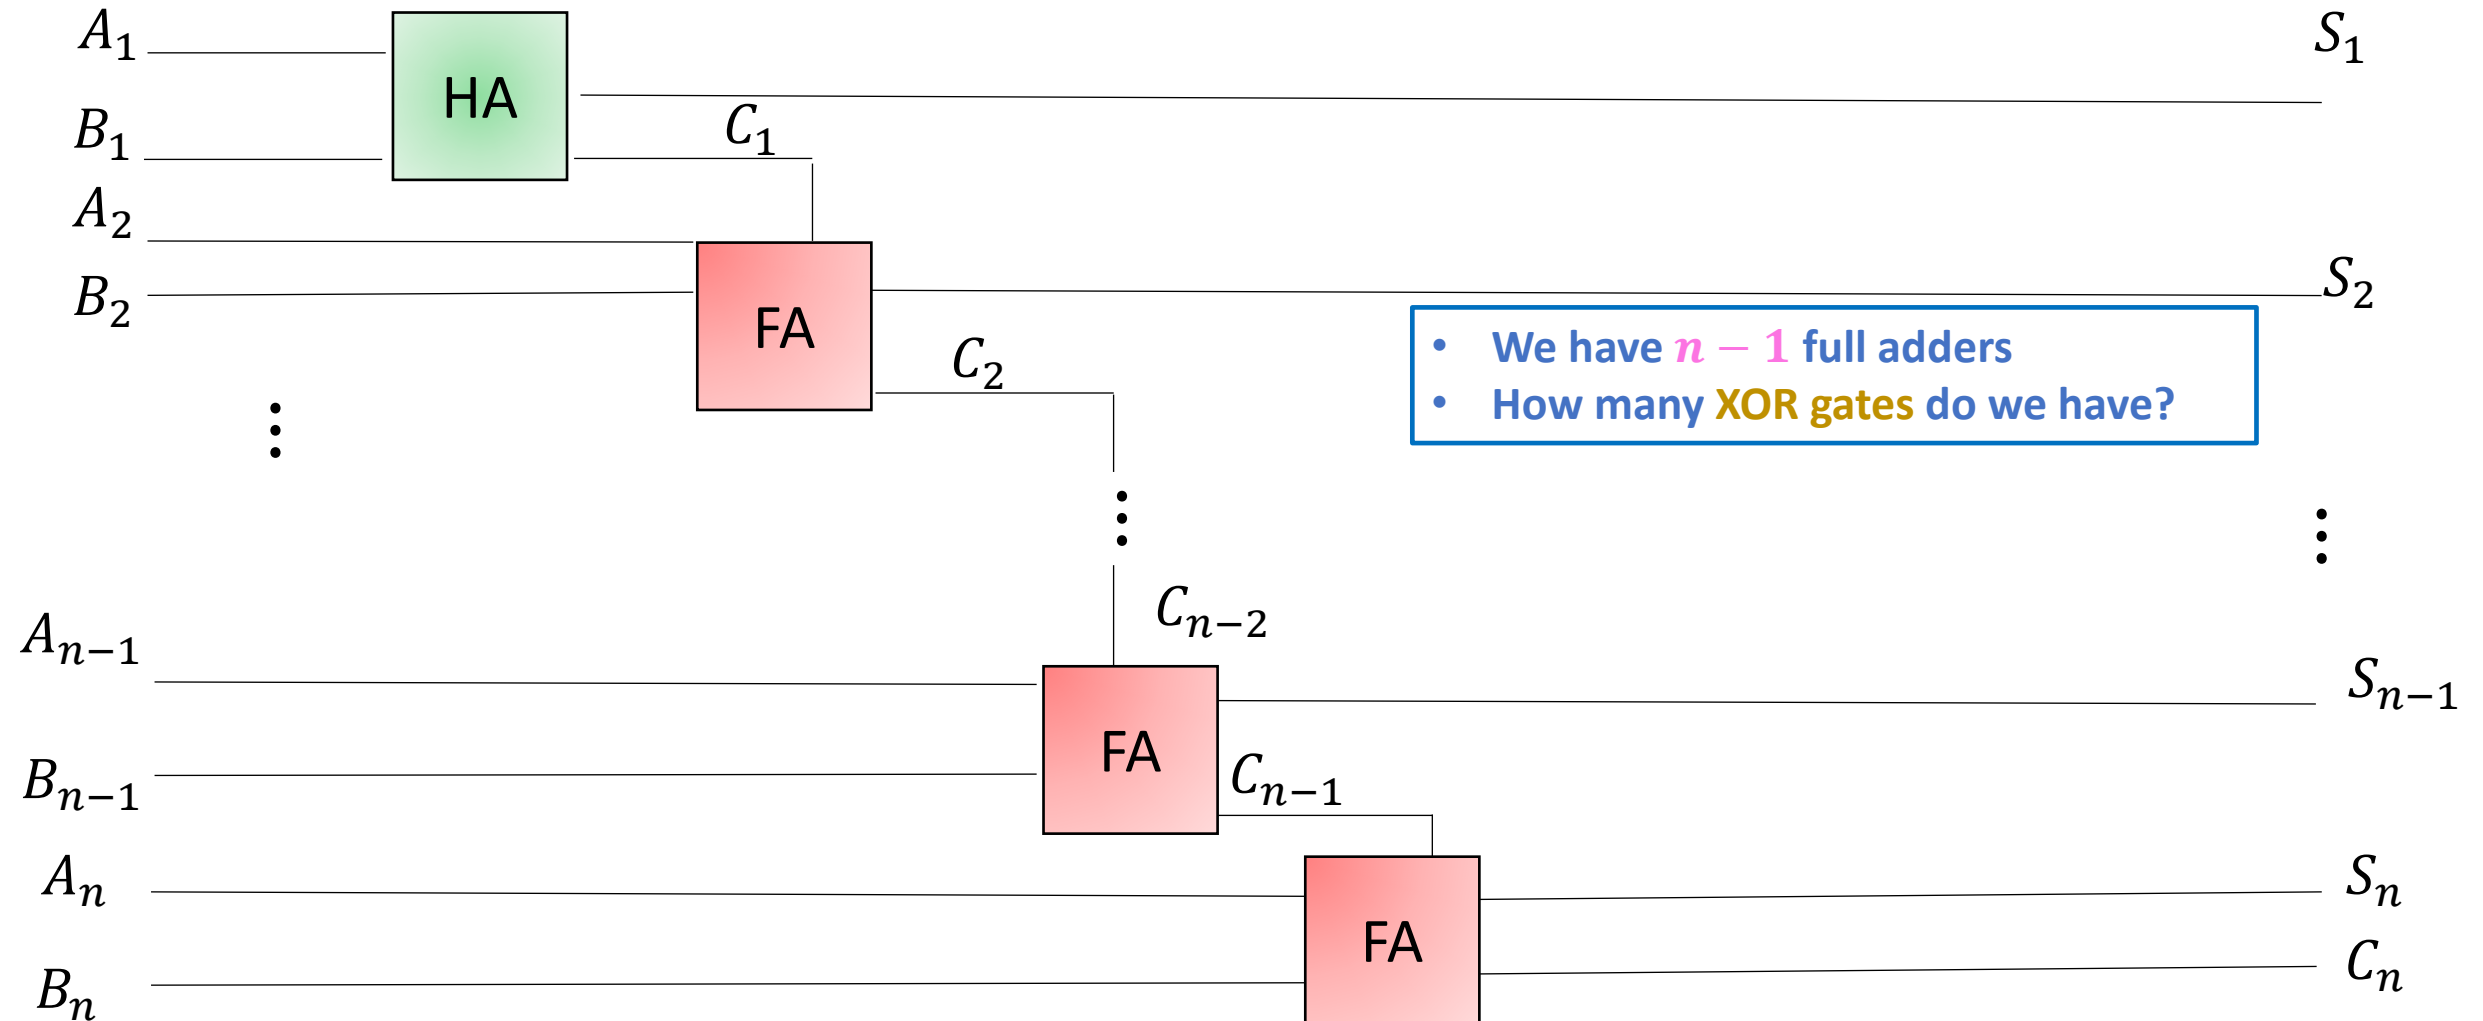 A₁
S₁
HA
B₁
C₁
A₂
B₂
S₂
FA
C₂
• We have n − 1 full adders
• How many XOR gates do we have?
⋮
⋮
⋮
Cₙ₋₂
Aₙ₋₁
Sₙ₋₁
FA
Bₙ₋₁
Cₙ₋₁
Aₙ
Sₙ
FA
Bₙ
Cₙ